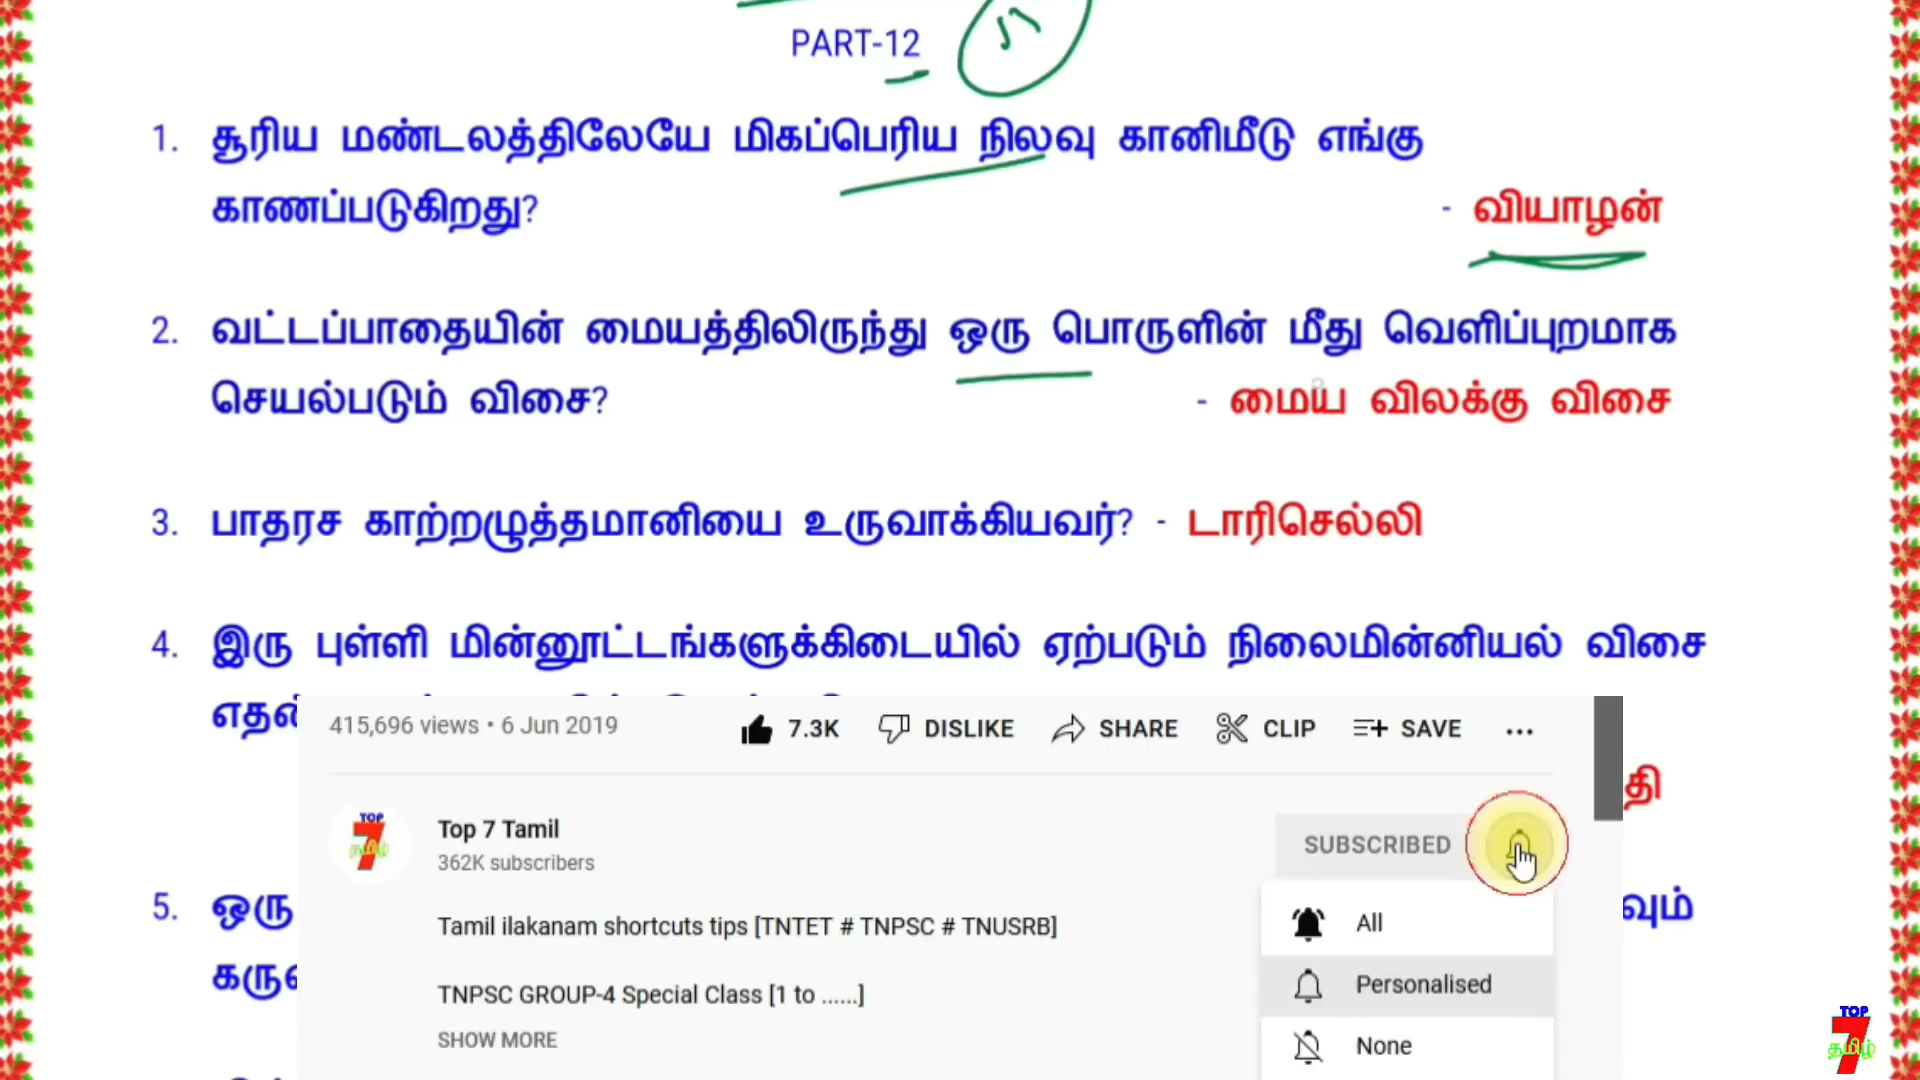 PART-12
1. சூரிய மண்டலத்திலேயே மிகப்பெரிய நிலவு கானிமீடு எங்கு
காணப்படுகிறது? - வியாழன்
2. வட்டப்பாதையின் மையத்திலிருந்து ஒரு பொருளின் மீது வெளிப்புறமாக
செயல்படும் விசை? - மைய விலக்கு விசை
3. பாதரச காற்றழுத்தமானியை உருவாக்கியவர்? - டாரிசெல்லி
4. இரு புள்ளி மின்னூட்டங்களுக்கிடையில் ஏற்படும் நிலைமின்னியல் விசை
415,696 views • 6 Jun 2019 7.3K DISLIKE SHARE CLIP SAVE ...
Top 7 Tamil SUBSCRIBED
362K subscribers
5. ஒரு
Tamil ilakanam shortcuts tips [TNTET # TNPSC # TNUSRB] All
TNPSC GROUP-4 Special Class [1 to ......] Personalised
SHOW MORE None
TOP
7
தமிழ்